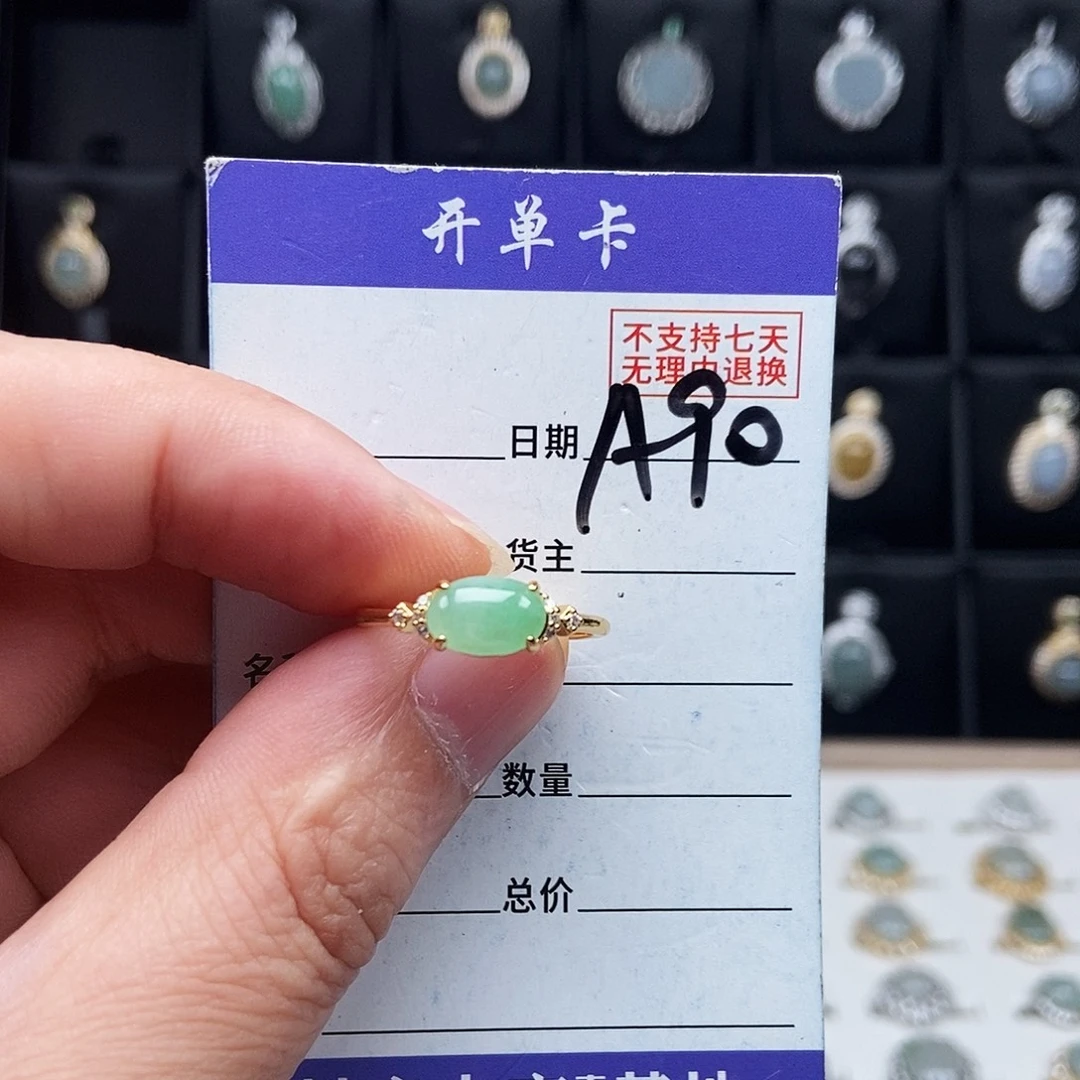 开单卡
不支持七天
无理由退换
日期 A90
货主
数量
总价